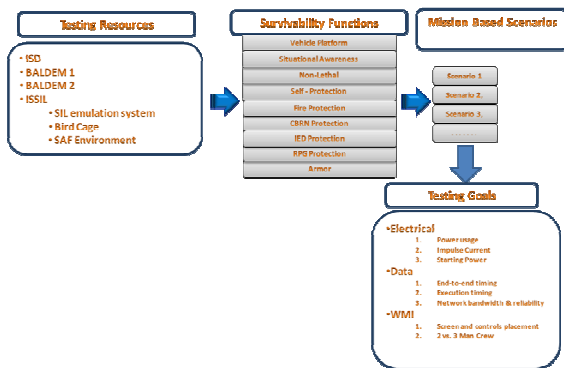 Testing Resources
• ISB
• BALDEM 1
• BALDEM 2
• ISSIL
• SIL emulation system
• Bird Cage
• SAF Environment
Survivability Functions
Vehicle Platform
Situational Awareness
Non-Lethal
Self - Protection
Fire Protection
CBRN Protection
IED Protection
RPG Protection
Armor
Mission Based Scenarios
Scenario 1
Scenario 2,
Scenario 3,
.......
Testing Goals
•Electrical
1. Power usage
2. Impulse Current
3. Starting Power
•Data
1. End-to-end timing
2. Execution timing
3. Network bandwidth & reliability
•WMI
1. Screen and controls placement
2. 2 vs. 3 Man Crew